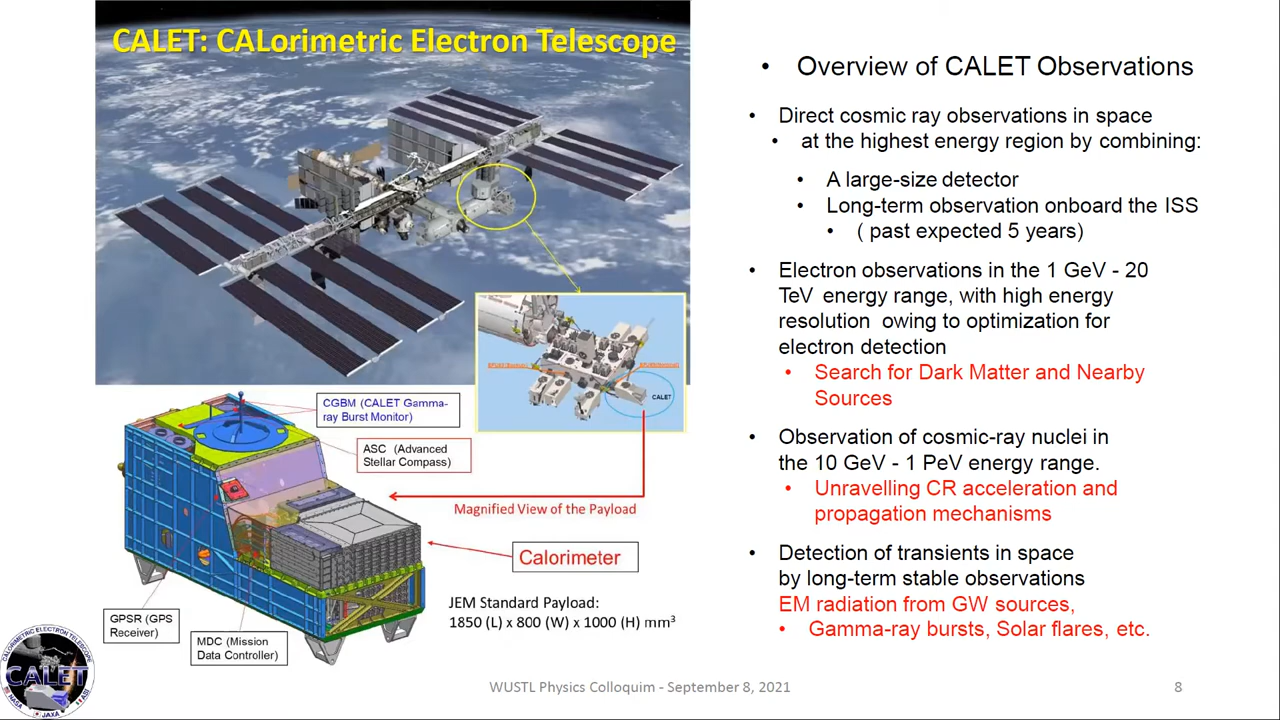 CALET: CALorimetric Electron Telescope
CALET
CGBM (CALET Gamma-
ray Burst Monitor)
ASC (Advanced
Stellar Compass)
Magnified View of the Payload
Calorimeter
JEM Standard Payload:
1850 (L) x 800 (W) x 1000 (H) mm³
GPSR (GPS
Receiver)
MDC (Mission
Data Controller)
• Overview of CALET Observations
• Direct cosmic ray observations in space
• at the highest energy region by combining:
• A large-size detector
• Long-term observation onboard the ISS
• ( past expected 5 years)
• Electron observations in the 1 GeV - 20
TeV energy range, with high energy
resolution owing to optimization for
electron detection
• Search for Dark Matter and Nearby
Sources
• Observation of cosmic-ray nuclei in
the 10 GeV - 1 PeV energy range.
• Unravelling CR acceleration and
propagation mechanisms
• Detection of transients in space
by long-term stable observations
EM radiation from GW sources,
• Gamma-ray bursts, Solar flares, etc.
CALORIMETRIC ELECTRON TELESCOPE
CALET
NASA JAXA ASI
WUSTL Physics Colloquim - September 8, 2021
8